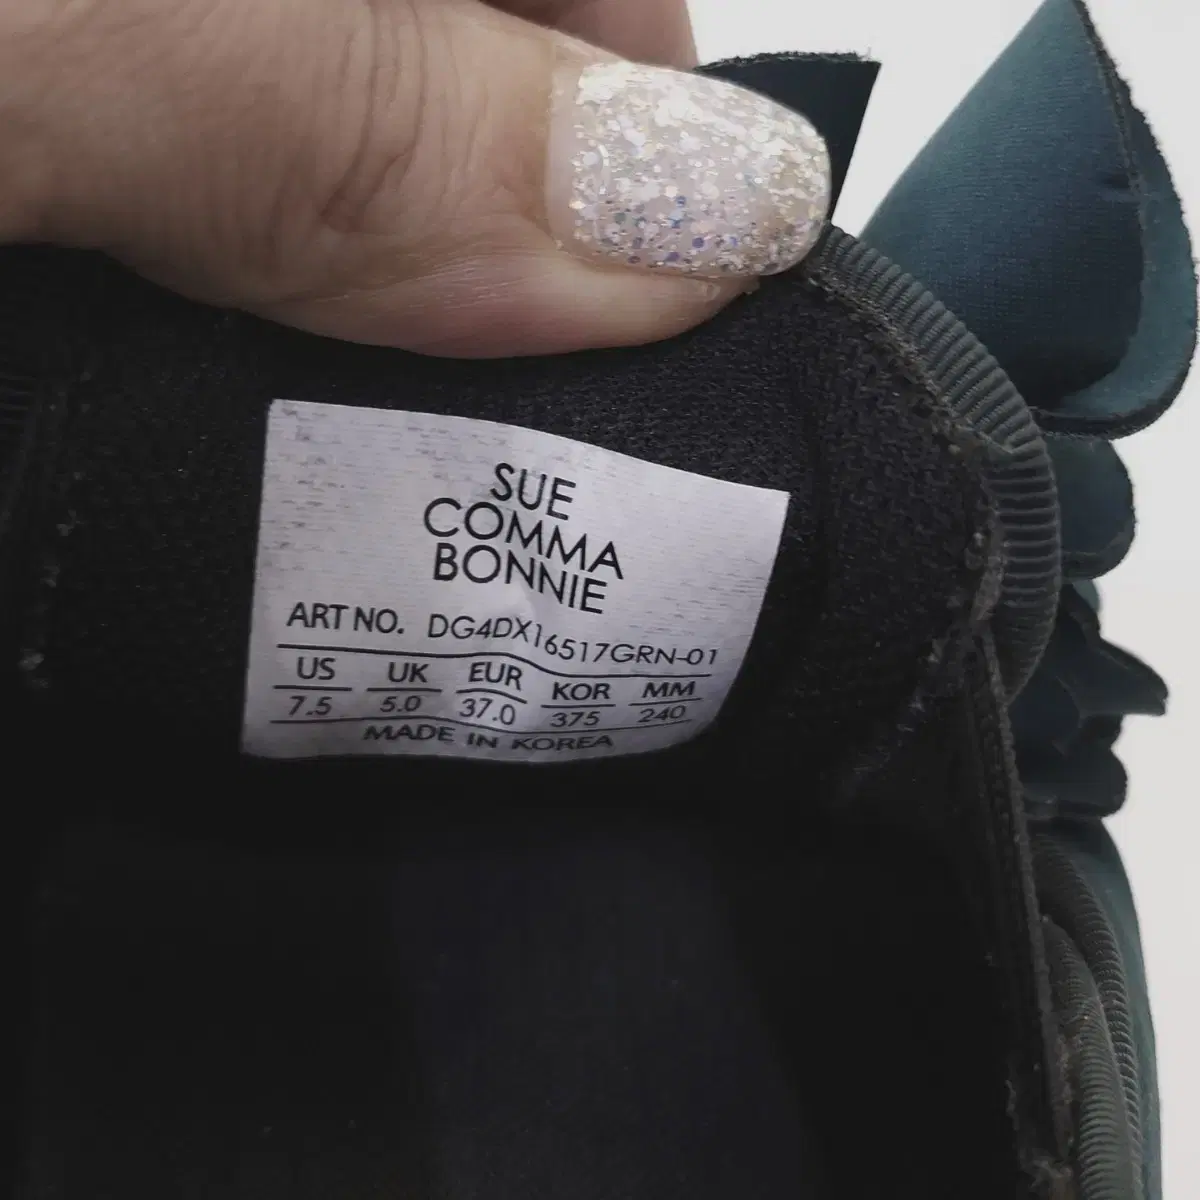 SUE
COMMA
BONNIE
ART NO. DG4DX16517GRN-01
US UK EUR KOR MM
7.5 5.0 37.0 375 240
MADE IN KOREA